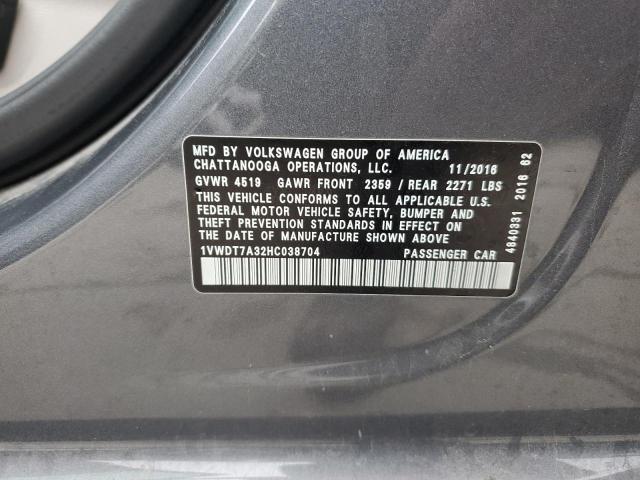 MFD BY VOLKSWAGEN GROUP OF AMERICA
CHATTANOOGA OPERATIONS, LLC. 11/2016
GVWR 4519 GAWR FRONT 2359 / REAR 2271 LBS
THIS VEHICLE CONFORMS TO ALL APPLICABLE U.S.
FEDERAL MOTOR VEHICLE SAFETY, BUMPER AND
THEFT PREVENTION STANDARDS IN EFFECT ON
THE DATE OF MANUFACTURE SHOWN ABOVE
1VWDT7A32HC038704 PASSENGER CAR
4840331 2016 62